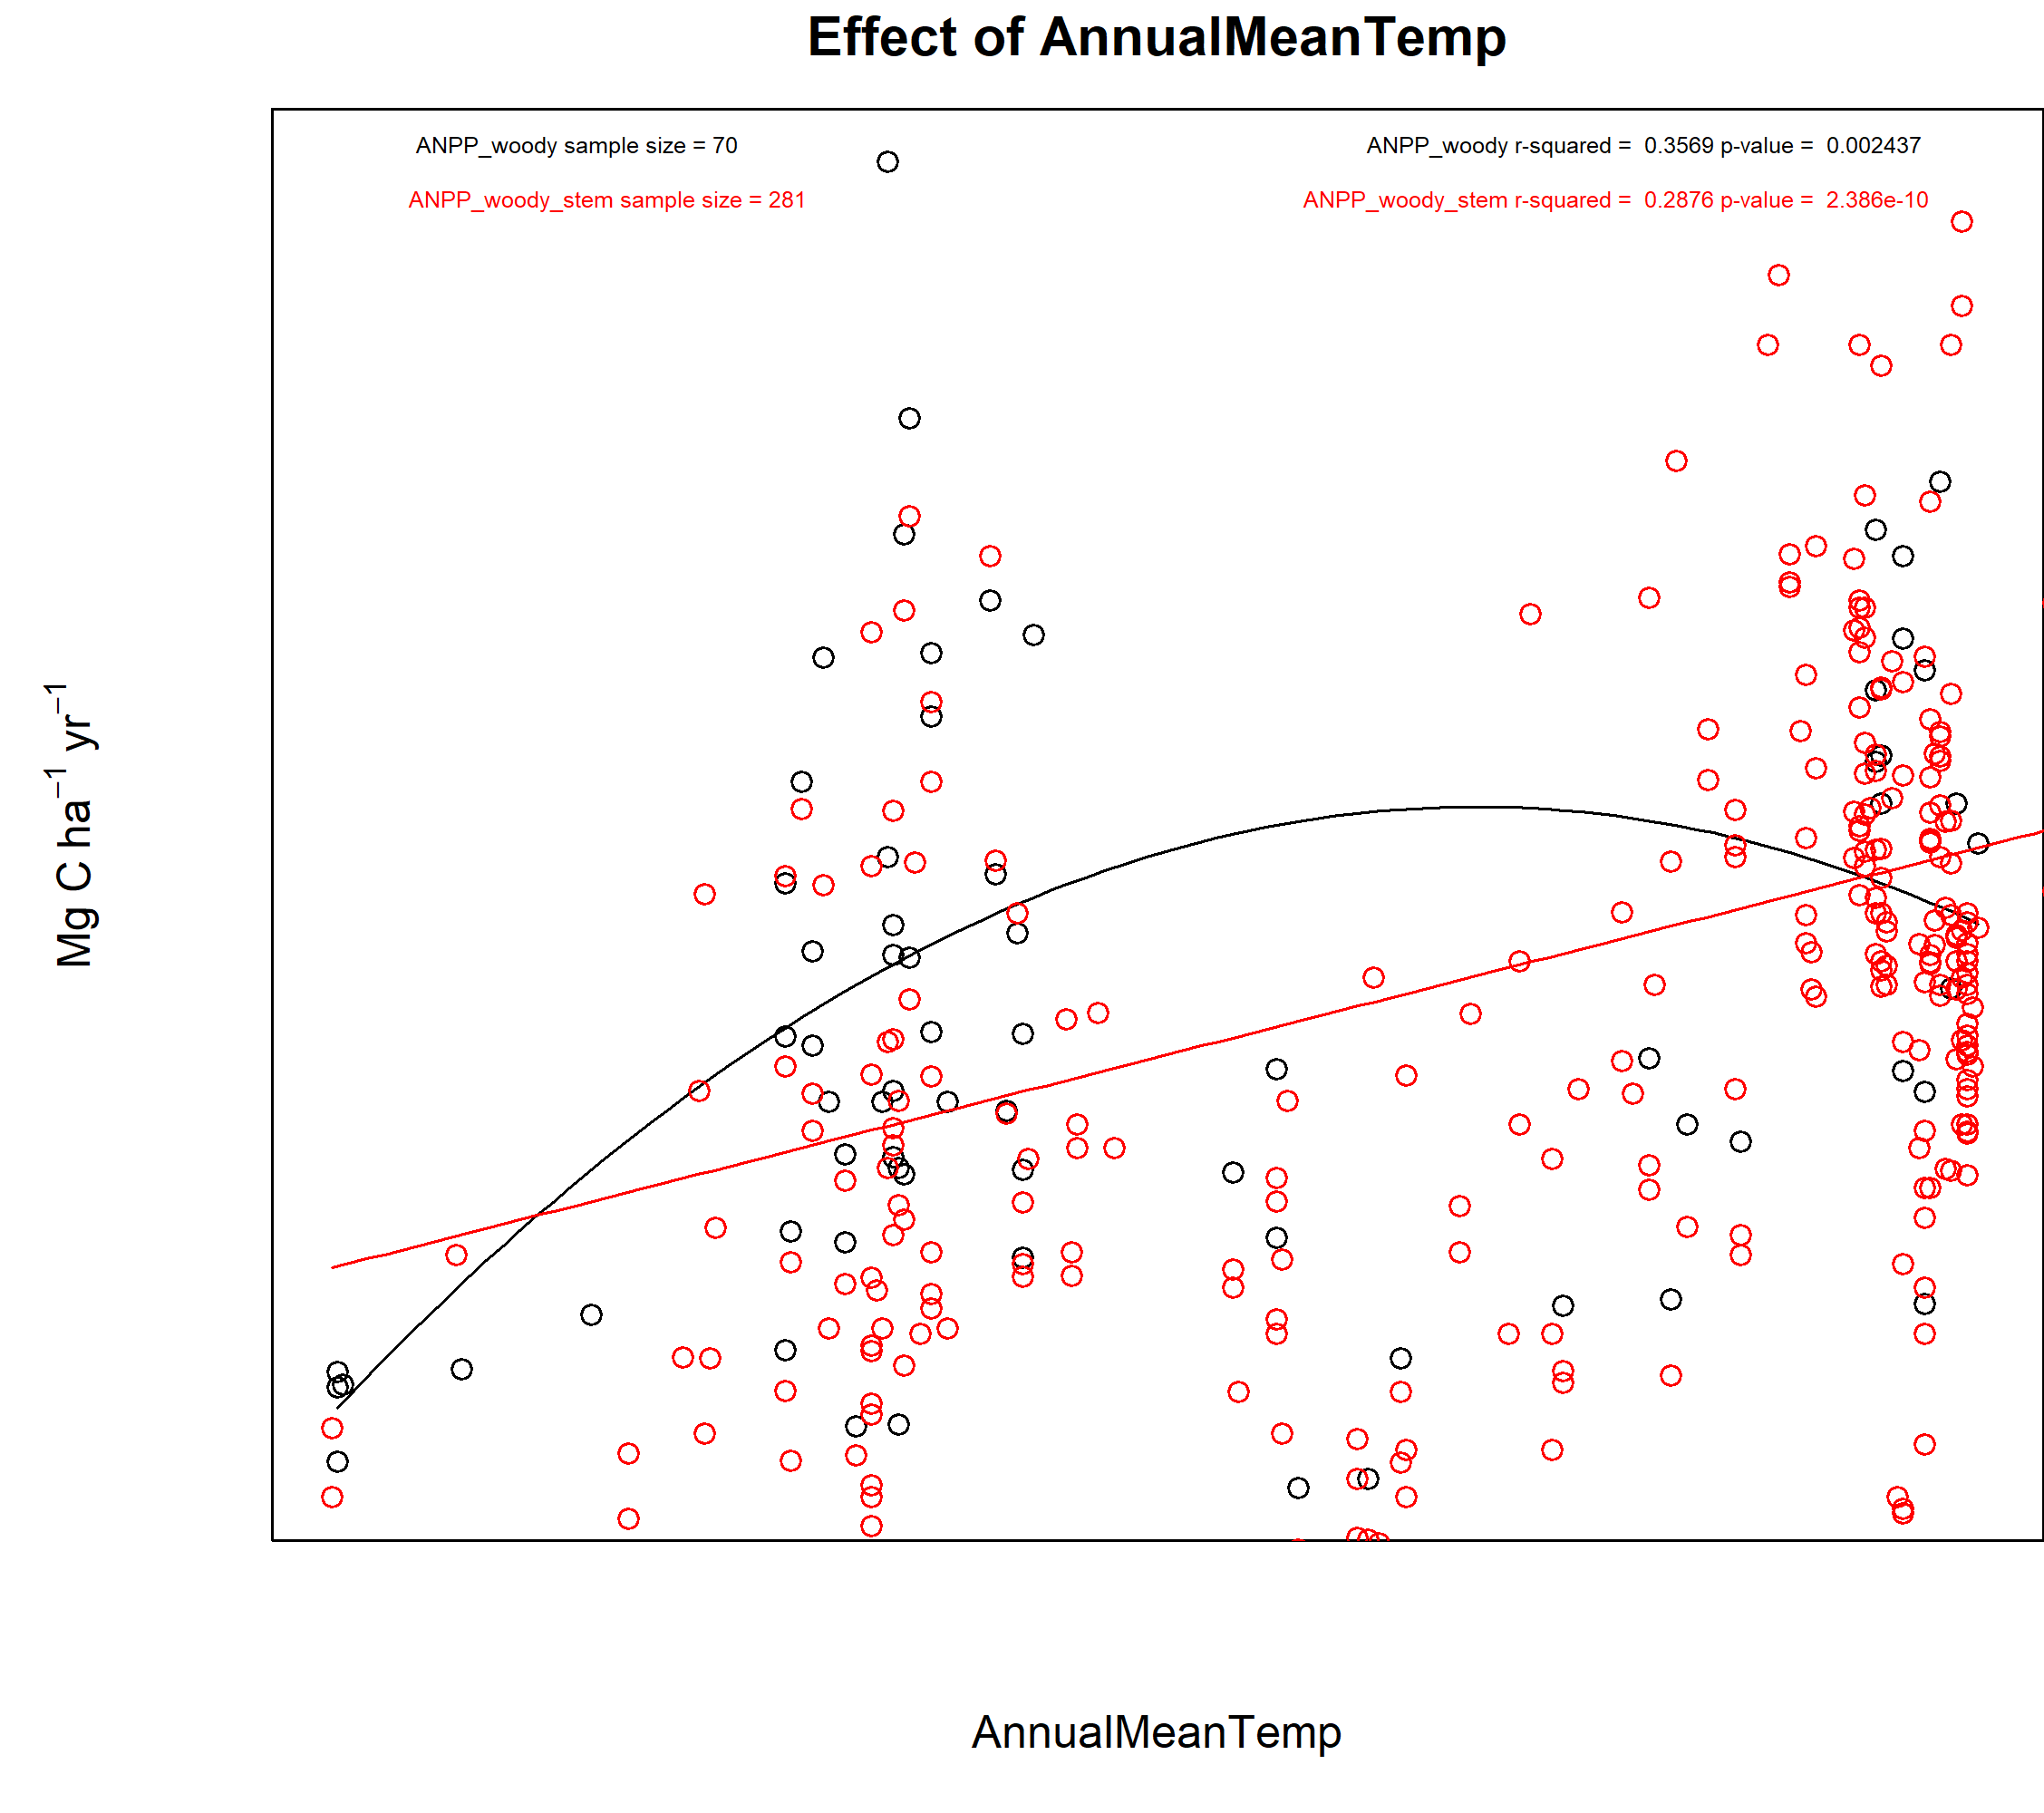 Effect of AnnualMeanTemp
ANPP_woody sample size = 70
ANPP_woody r-squared = 0.3569 p-value = 0.002437
ANPP_woody_stem sample size = 281
ANPP_woody_stem r-squared = 0.2876 p-value = 2.386e-10
Mg C ha⁻¹ yr⁻¹
AnnualMeanTemp